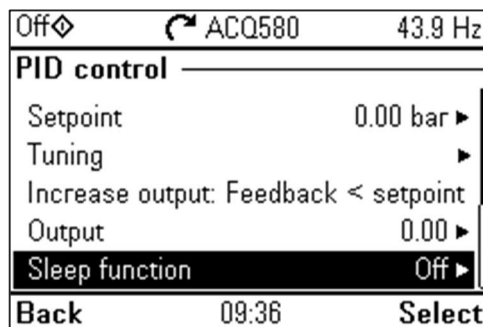 Off ACQ580 43.9 Hz
PID control
Setpoint 0.00 bar
Tuning
Increase output: Feedback < setpoint
Output 0.00
Sleep function Off
Back 09:36 Select